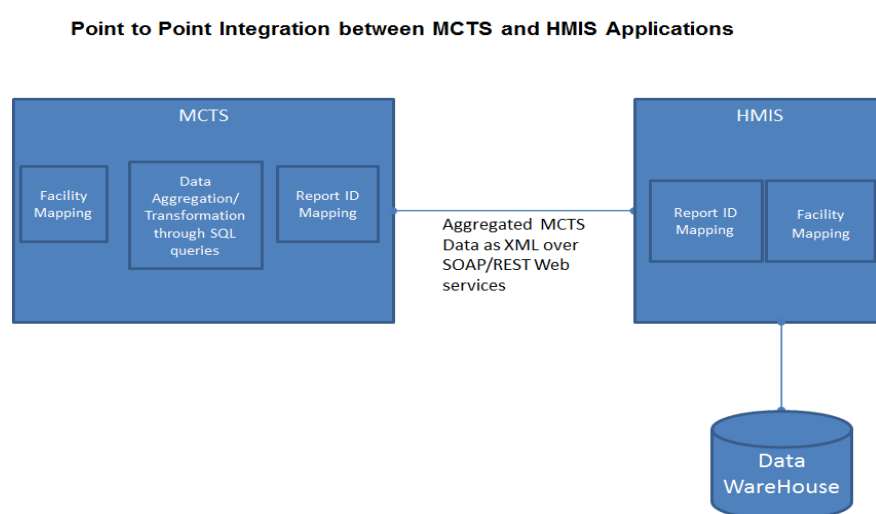 Point to Point Integration between MCTS and HMIS Applications
MCTS
Facility
Mapping
Data
Aggregation/
Transformation
through SQL
queries
Report ID
Mapping
Aggregated MCTS
Data as XML over
SOAP/REST Web
services
HMIS
Report ID
Mapping
Facility
Mapping
Data
WareHouse